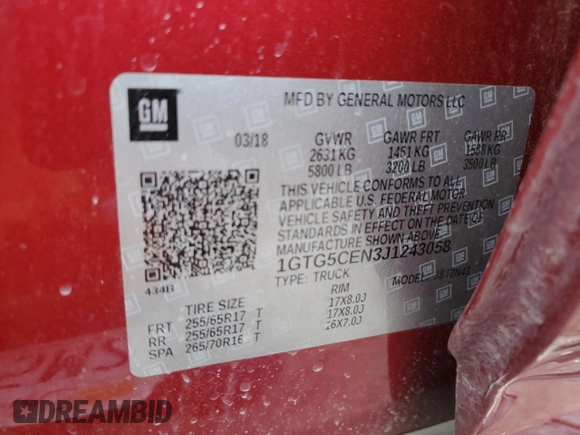 GM
MFD BY GENERAL MOTORS LLC
03/18 GVWR GAWR FRT GAWR RR
2631 KG 1451 KG 1588 KG
5800 LB 3200 LB 3500 LB
THIS VEHICLE CONFORMS TO ALL
APPLICABLE U.S. FEDERAL MOTOR
VEHICLE SAFETY AND THEFT PREVENTION
STANDARDS IN EFFECT ON THE DATE OF
MANUFACTURE SHOWN ABOVE.
1GTG5CEN3J1243058
TYPE: TRUCK MODEL:
434B
TIRE SIZE RIM
FRT 255/65R17 T 17X8.0J
RR 255/65R17 T 17X8.0J
SPA 265/70R16 T 16X7.0J
DREAMBID